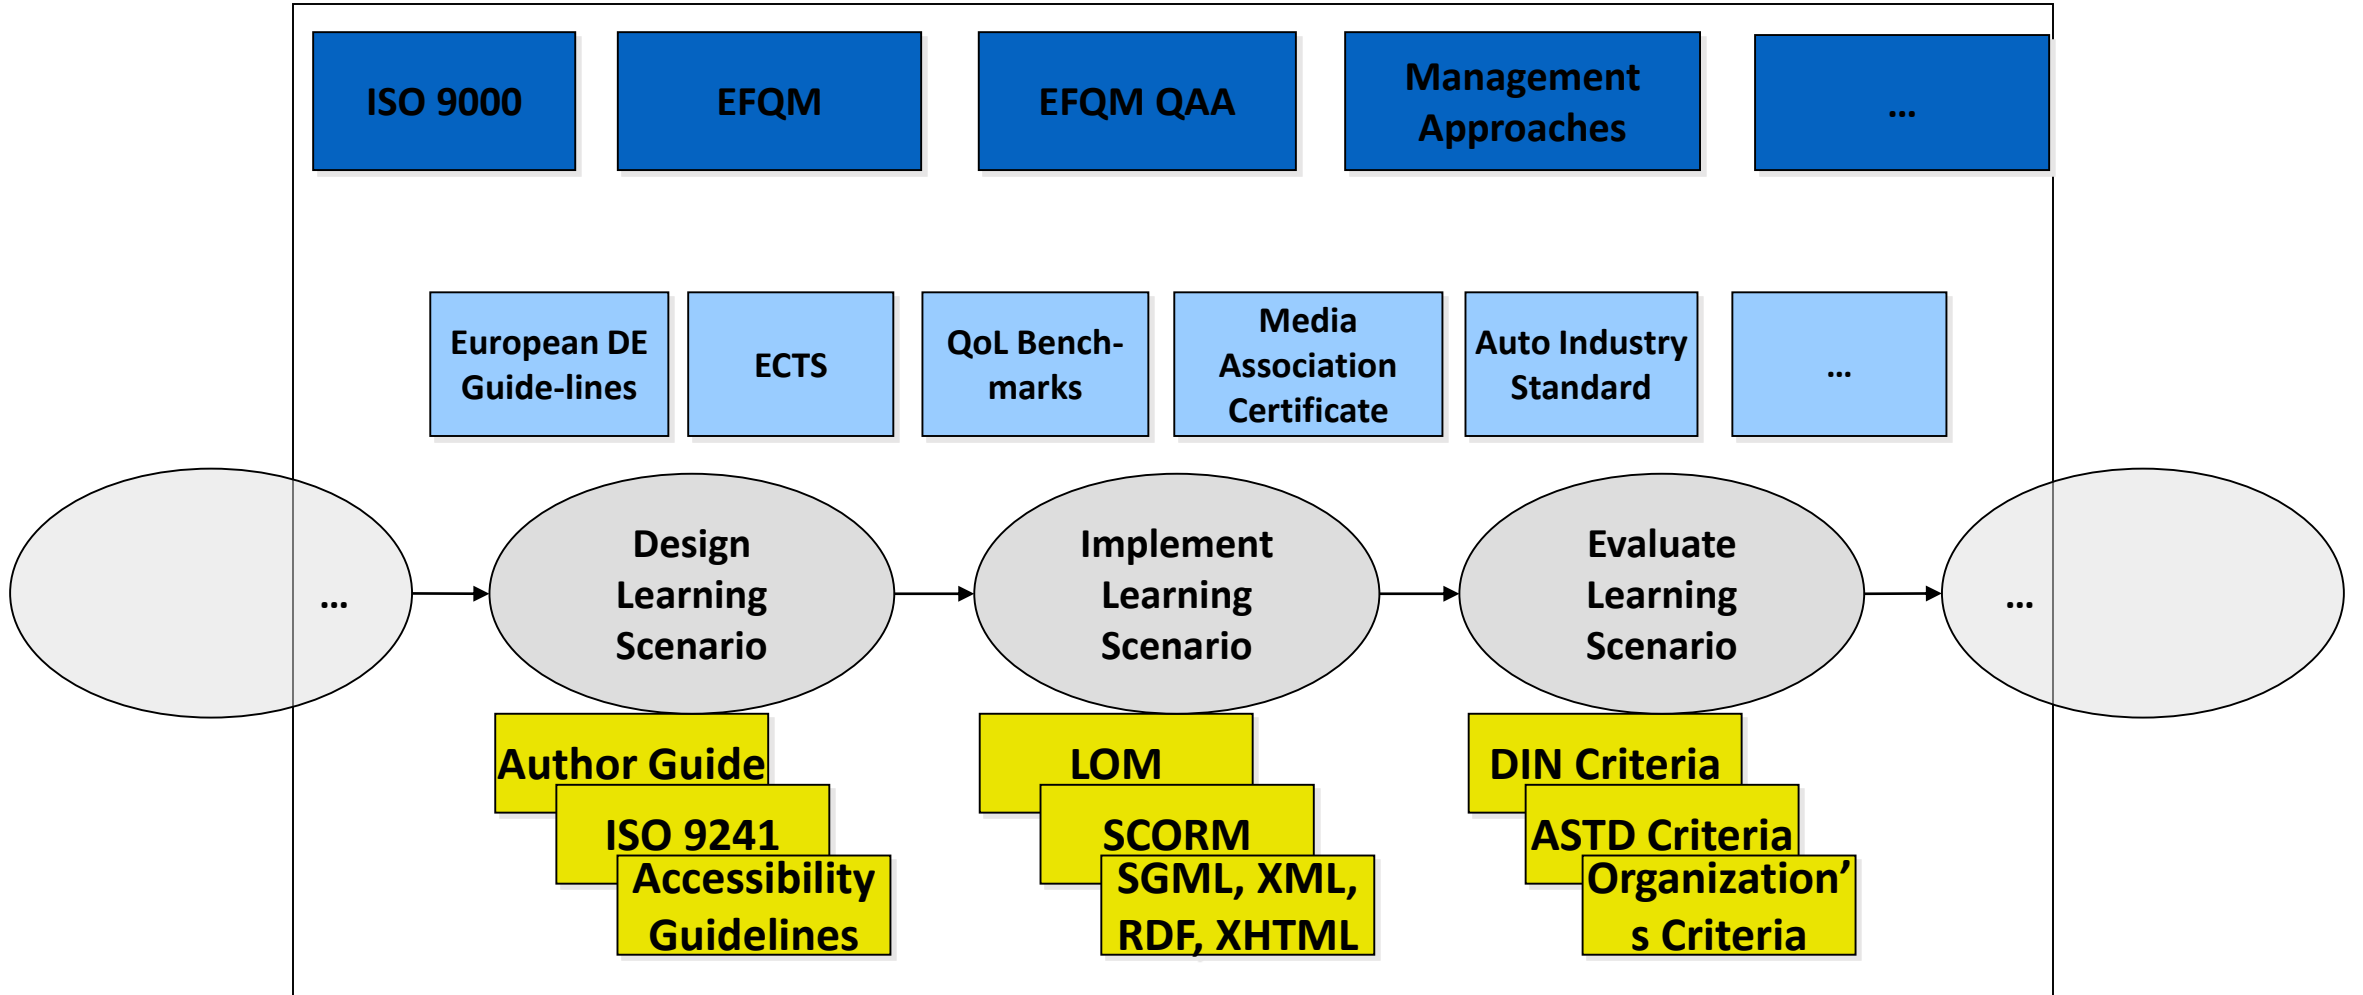 ISO 9000
EFQM
EFQM QAA
Management
Approaches
...
European DE
Guide-lines
ECTS
QoL Bench-
marks
Media
Association
Certificate
Auto Industry
Standard
...
...
Design
Learning
Scenario
Implement
Learning
Scenario
Evaluate
Learning
Scenario
...
Author Guide
ISO 9241
Accessibility
Guidelines
LOM
SCORM
SGML, XML,
RDF, XHTML
DIN Criteria
ASTD Criteria
Organization’
s Criteria